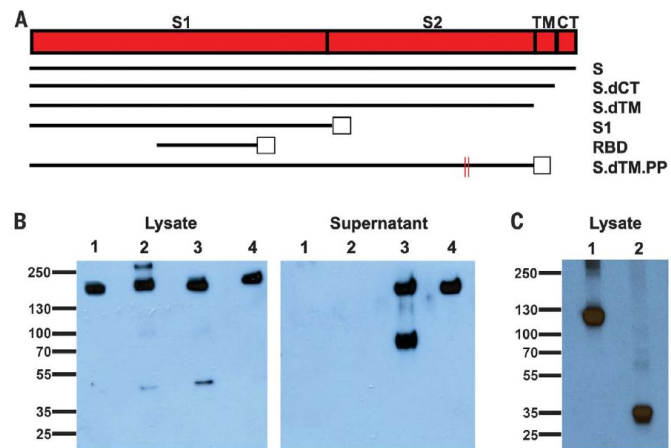 A
S1 S2 TM CT
S
S.dCT
S.dTM
S1
RBD
S.dTM.PP
B Lysate Supernatant
1 2 3 4 1 2 3 4
250
130
100
70
55
35
25
C Lysate
1 2
250
130
100
70
55
35
25